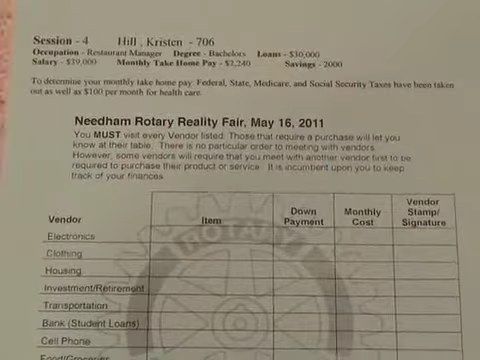 Session - 4 Hill , Kristen - 706
Occupation - Restaurant Manager Degree - Bachelors Loans - $30,000
Salary - $39,000 Monthly Take Home Pay - $2,240 Savings - 2000
To determine your monthly take home pay Federal, State, Medicare, and Social Security Taxes have been taken
out as well as $100 per month for health care.
Needham Rotary Reality Fair, May 16, 2011
You MUST visit every Vendor listed. Those that require a purchase will let you
know at their table. There is no particular order to meeting with vendors.
However, some vendors will require that you meet with another vendor first to be
required to purchase their product or service. It is incumbent upon you to keep
track of your finances
Vendor Item Down Payment Monthly Cost Vendor Stamp/ Signature
Electronics
Clothing
Housing
Investment/Retirement
Transportation
Bank (Student Loans)
Cell Phone
Food/Groceries
ROTARY